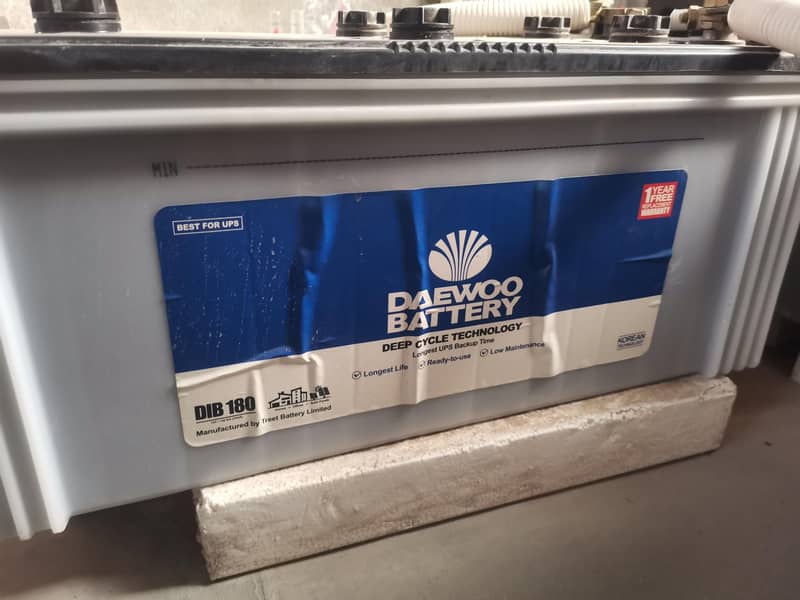 MIN
BEST FOR UPS
1 YEAR
FREE
REPLACEMENT
WARRANTY
DAEWOO
BATTERY
DEEP CYCLE TECHNOLOGY
Longest UPS Backup Time
Longest Life Ready-to-use Low Maintenance
KOREAN
TECHNOLOGY
DIB 180
Manufactured by Treet Battery Limited